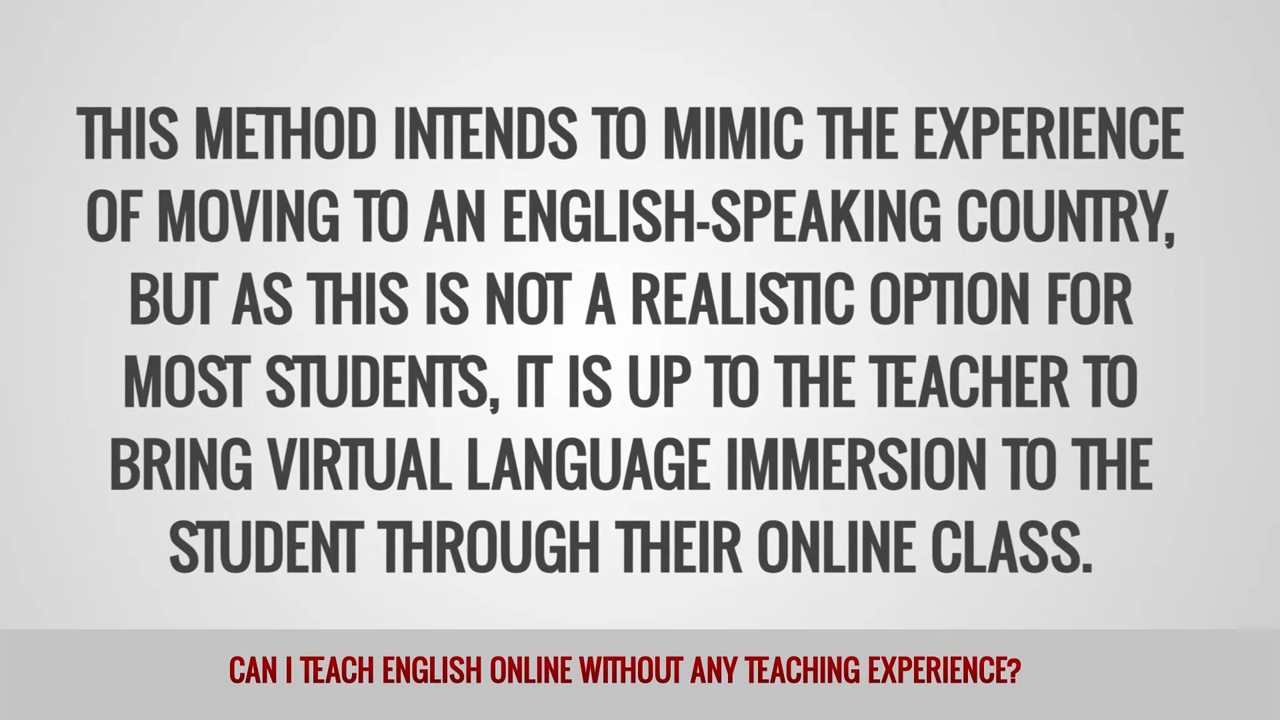 THIS METHOD INTENDS TO MIMIC THE EXPERIENCE
OF MOVING TO AN ENGLISH-SPEAKING COUNTRY,
BUT AS THIS IS NOT A REALISTIC OPTION FOR
MOST STUDENTS, IT IS UP TO THE TEACHER TO
BRING VIRTUAL LANGUAGE IMMERSION TO THE
STUDENT THROUGH THEIR ONLINE CLASS.
CAN I TEACH ENGLISH ONLINE WITHOUT ANY TEACHING EXPERIENCE?